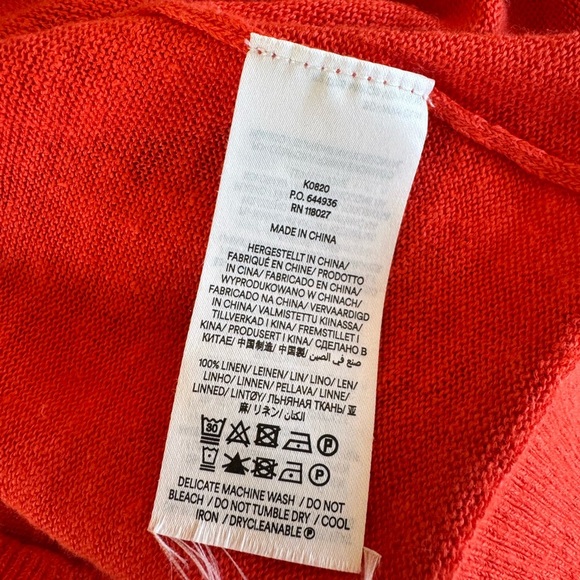 K0820
P.O. 644936
RN 118027
MADE IN CHINA
HERGESTELLT IN CHINA/
FABRIQUÉ EN CHINE/ PRODOTTO
IN CINA/ FABRICADO EN CHINA/
WYPRODUKOWANO W CHINACH/
FABRICADO NA CHINA/ VERVAARDIGD
IN CHINA/ VALMISTETTU KIINASSA/
TILLVERKAD I KINA/ FREMSTILLET I
KINA/ PRODUSERT I KINA/ СДЕЛАНО В
КИТАЕ/ 中国制造/ 中国製/ صنع في الصين
100% LINEN/ LEINEN/ LIN/ LINO/ LEN/
LINHO/ LINNEN/ PELLAVA/ LINNE/
LINNED/ LINTØY/ ЛЬНЯНАЯ ТКАНЬ/ 亚
麻/ リネン/ الكتان
30 P
P
DELICATE MACHINE WASH / DO NOT
BLEACH / DO NOT TUMBLE DRY / COOL
IRON / DRYCLEANABLE P